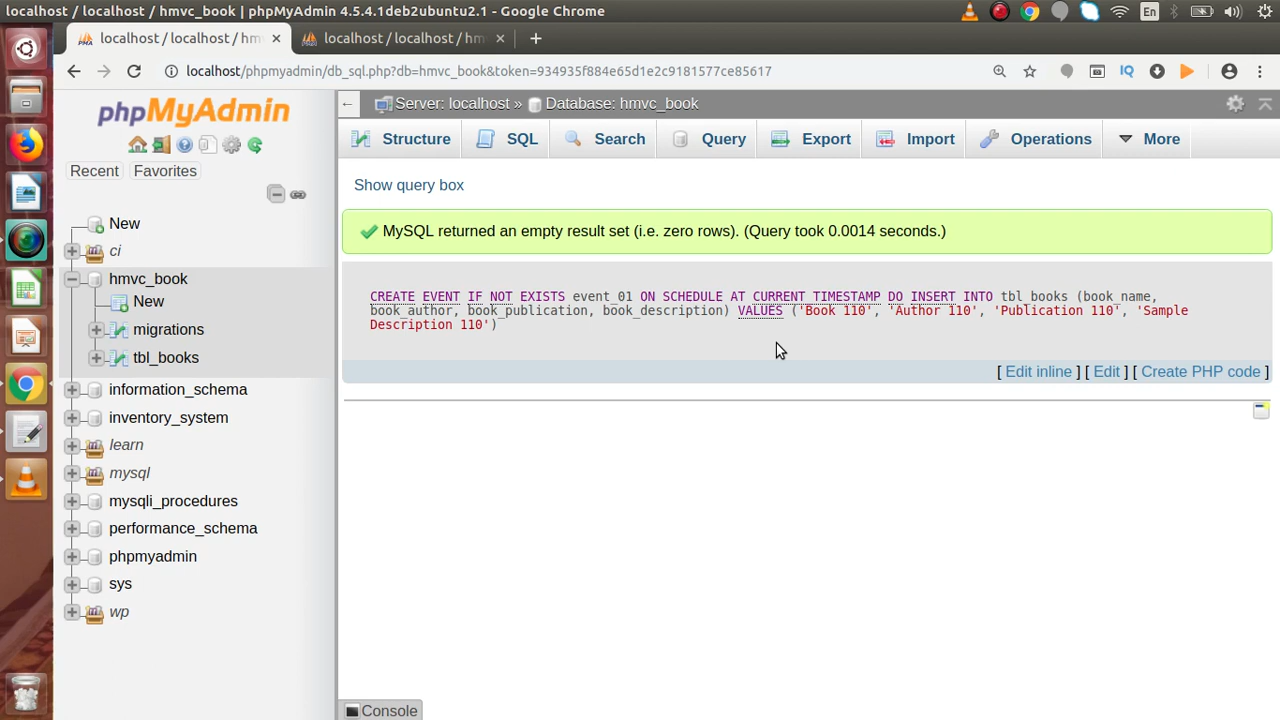 localhost / localhost / hmvc_book | phpMyAdmin 4.5.4.1deb2ubuntu2.1 - Google Chrome
En
localhost / localhost / hm
localhost / localhost / hm
localhost/phpmyadmin/db_sql.php?db=hmvc_book&token=934935f884e65d1e2c9181577ce85617
IQ
phpMyAdmin
Recent
Favorites
New
ci
hmvc_book
New
migrations
tbl_books
information_schema
inventory_system
learn
mysql
mysqli_procedures
performance_schema
phpmyadmin
sys
wp
Server: localhost » Database: hmvc_book
Structure SQL Search Query Export Import Operations More
Show query box
MySQL returned an empty result set (i.e. zero rows). (Query took 0.0014 seconds.)
CREATE EVENT IF NOT EXISTS event_01 ON SCHEDULE AT CURRENT_TIMESTAMP DO INSERT INTO tbl_books (book_name,
book_author, book_publication, book_description) VALUES ('Book 110', 'Author 110', 'Publication 110', 'Sample
Description 110')
[ Edit inline ] [ Edit ] [ Create PHP code ]
Console